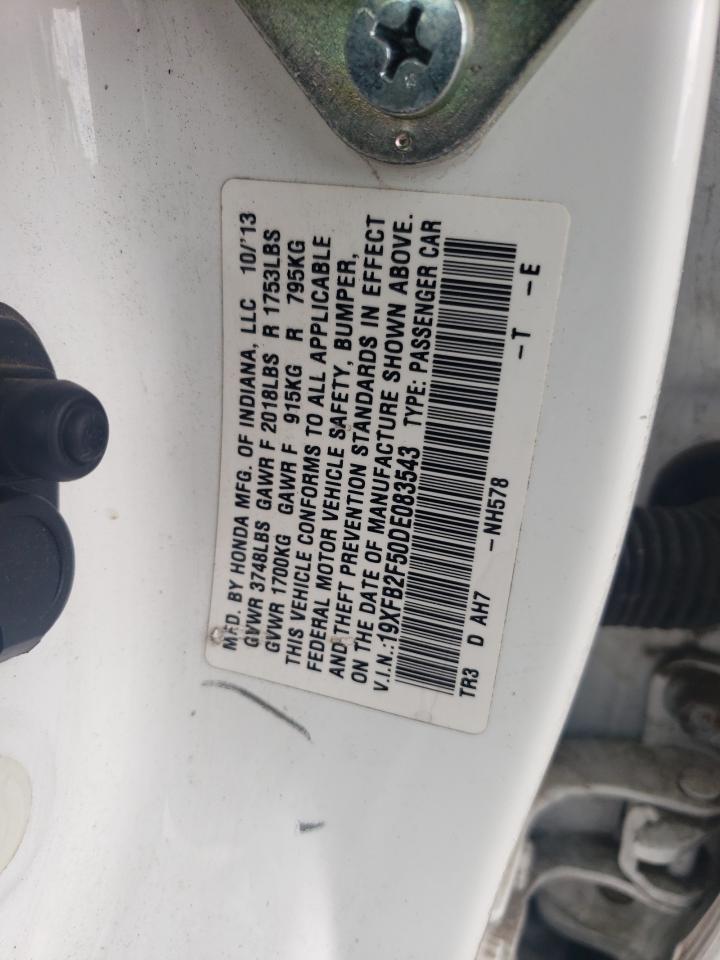 MFD. BY HONDA MFG. OF INDIANA, LLC 10/'13
GVWR 3748LBS GAWR F 2018LBS R 1753LBS
GVWR 1700KG GAWR F 915KG R 795KG
THIS VEHICLE CONFORMS TO ALL APPLICABLE
FEDERAL MOTOR VEHICLE SAFETY, BUMPER,
AND THEFT PREVENTION STANDARDS IN EFFECT
ON THE DATE OF MANUFACTURE SHOWN ABOVE.
V.I.N.:19XFB2F50DE083543 TYPE: PASSENGER CAR
TR3 D AH7 -NH578 -T -E